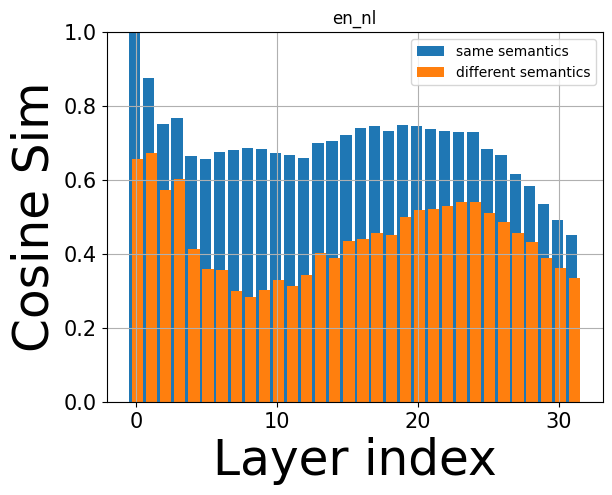 en_nl
same semantics
different semantics
Cosine Sim
1.0
0.8
0.6
0.4
0.2
0.0
0 10 20 30
Layer index